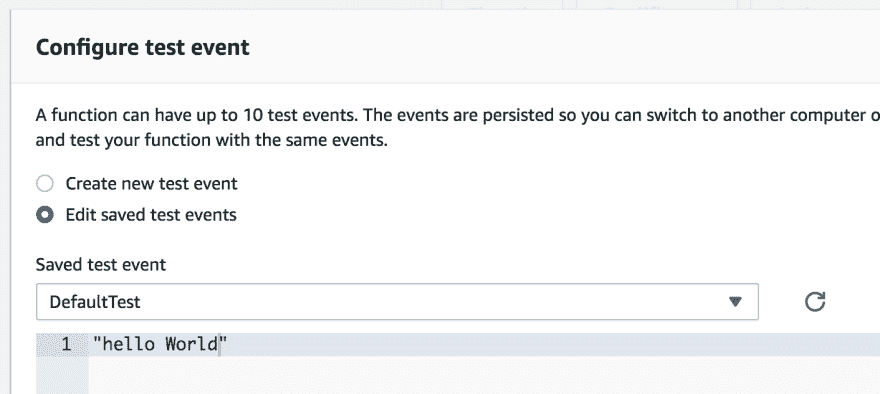 Configure test event
A function can have up to 10 test events. The events are persisted so you can switch to another computer
and test your function with the same events.
Create new test event
Edit saved test events
Saved test event
DefaultTest
1 "hello World"